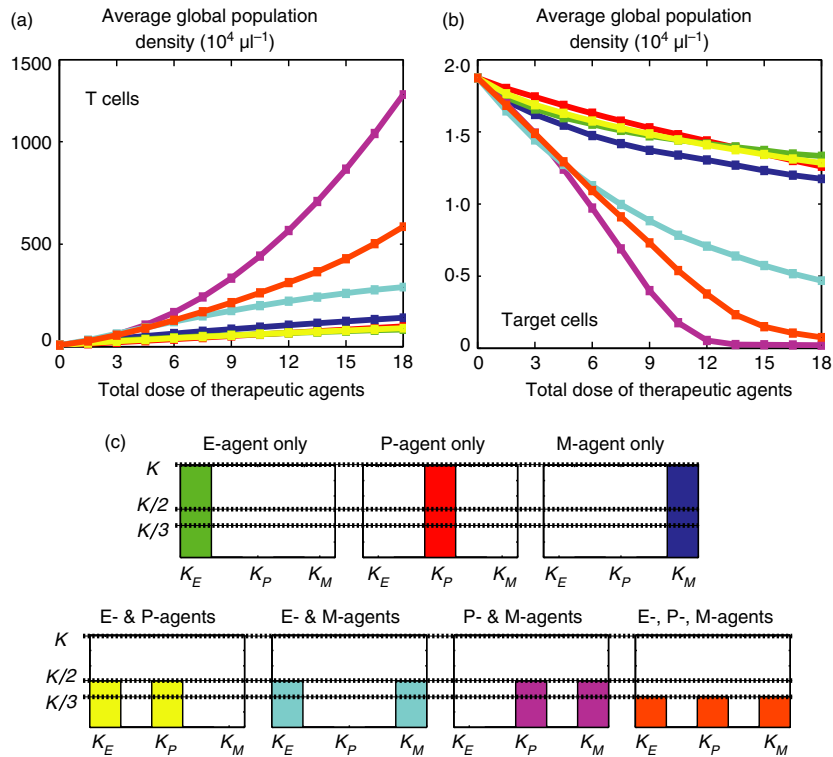 (a)
Average global population
density (10⁴ µl⁻¹)
1500
1000
500
0
T cells
0 3 6 9 12 15 18
Total dose of therapeutic agents
(b)
Average global population
density (10⁴ µl⁻¹)
2·0
1·5
1·0
0·5
0
Target cells
0 3 6 9 12 15 18
Total dose of therapeutic agents
(c)
E-agent only P-agent only M-agent only
K
K/2
K/3
K_E K_P K_M K_E K_P K_M K_E K_P K_M
E- & P-agents E- & M-agents P- & M-agents E-, P-, M-agents
K
K/2
K/3
K_E K_P K_M K_E K_P K_M K_E K_P K_M K_E K_P K_M